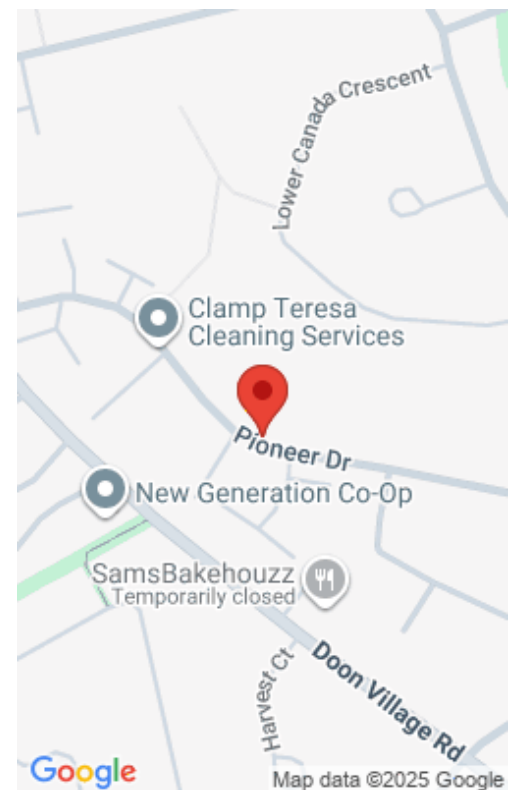 Lower Canada Crescent
Clamp Teresa
Cleaning Services
Pioneer Dr
New Generation Co-Op
SamsBakehouzz
Temporarily closed
Harvest Ct
Doon Village Rd
Google
Map data ©2025 Google